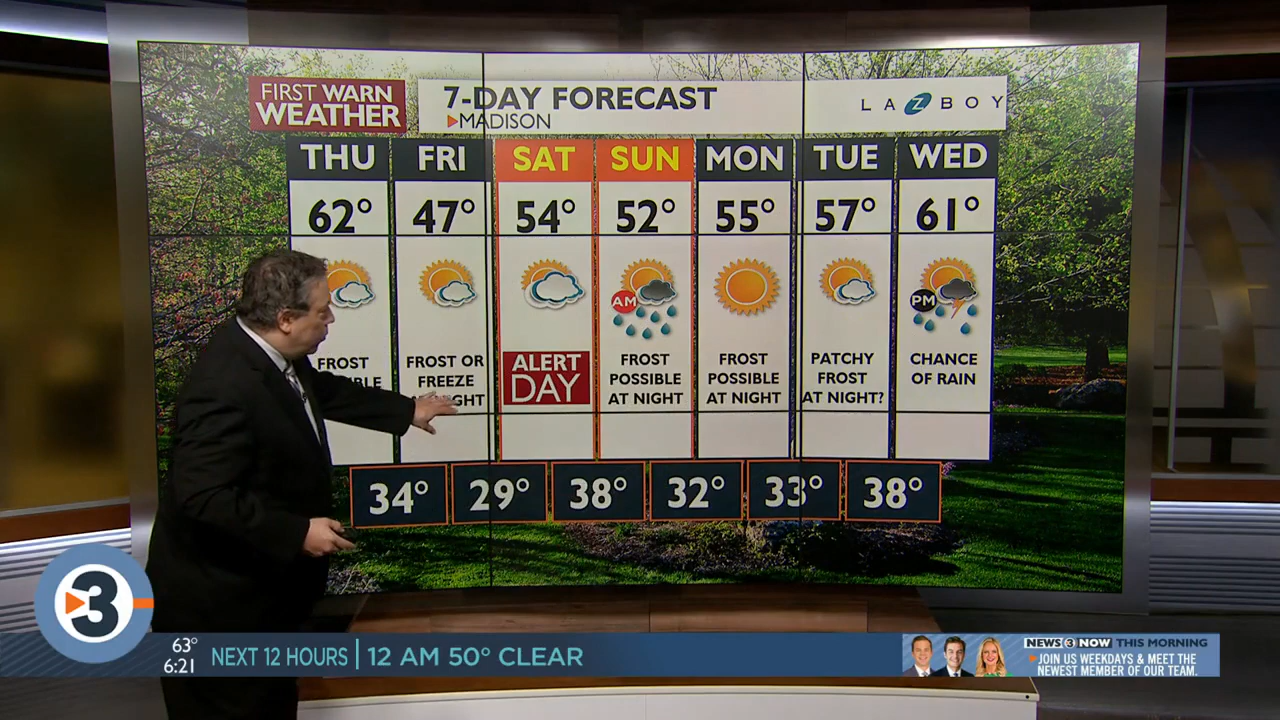 FIRST WARN
WEATHER
7-DAY FORECAST
MADISON
LA Z BOY
THU FRI SAT SUN MON TUE WED
62° 47° 54° 52° 55° 57° 61°
AM
PM
FROST
FROST OR
FREEZE
ALERT
DAY
FROST
POSSIBLE
AT NIGHT
FROST
POSSIBLE
AT NIGHT
PATCHY
FROST
AT NIGHT?
CHANCE
OF RAIN
34° 29° 38° 32° 33° 38°
3
63°
6:21
NEXT 12 HOURS 12 AM 50° CLEAR
NEWS 3 NOW THIS MORNING
JOIN US WEEKDAYS & MEET THE
NEWEST MEMBER OF OUR TEAM.